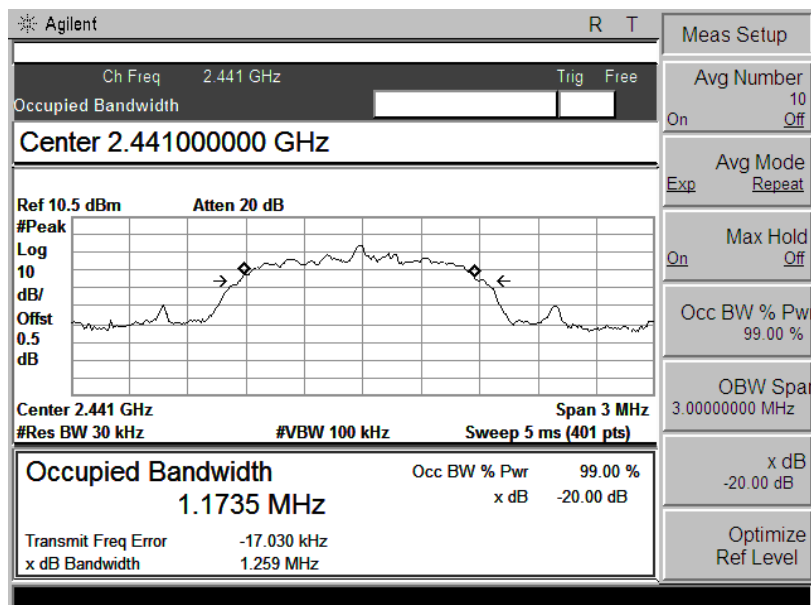 Agilent R T
Ch Freq 2.441 GHz Trig Free
Occupied Bandwidth
Center 2.441000000 GHz
Ref 10.5 dBm Atten 20 dB
#Peak
Log
10
dB/
Offst
0.5
dB
Center 2.441 GHz Span 3 MHz
#Res BW 30 kHz #VBW 100 kHz Sweep 5 ms (401 pts)
Occupied Bandwidth
1.1735 MHz
Occ BW % Pwr 99.00 %
x dB -20.00 dB
Transmit Freq Error -17.030 kHz
x dB Bandwidth 1.259 MHz
Meas Setup
Avg Number
10
On Off
Avg Mode
Exp Repeat
Max Hold
On Off
Occ BW % Pwr
99.00 %
OBW Span
3.00000000 MHz
x dB
-20.00 dB
Optimize
Ref Level